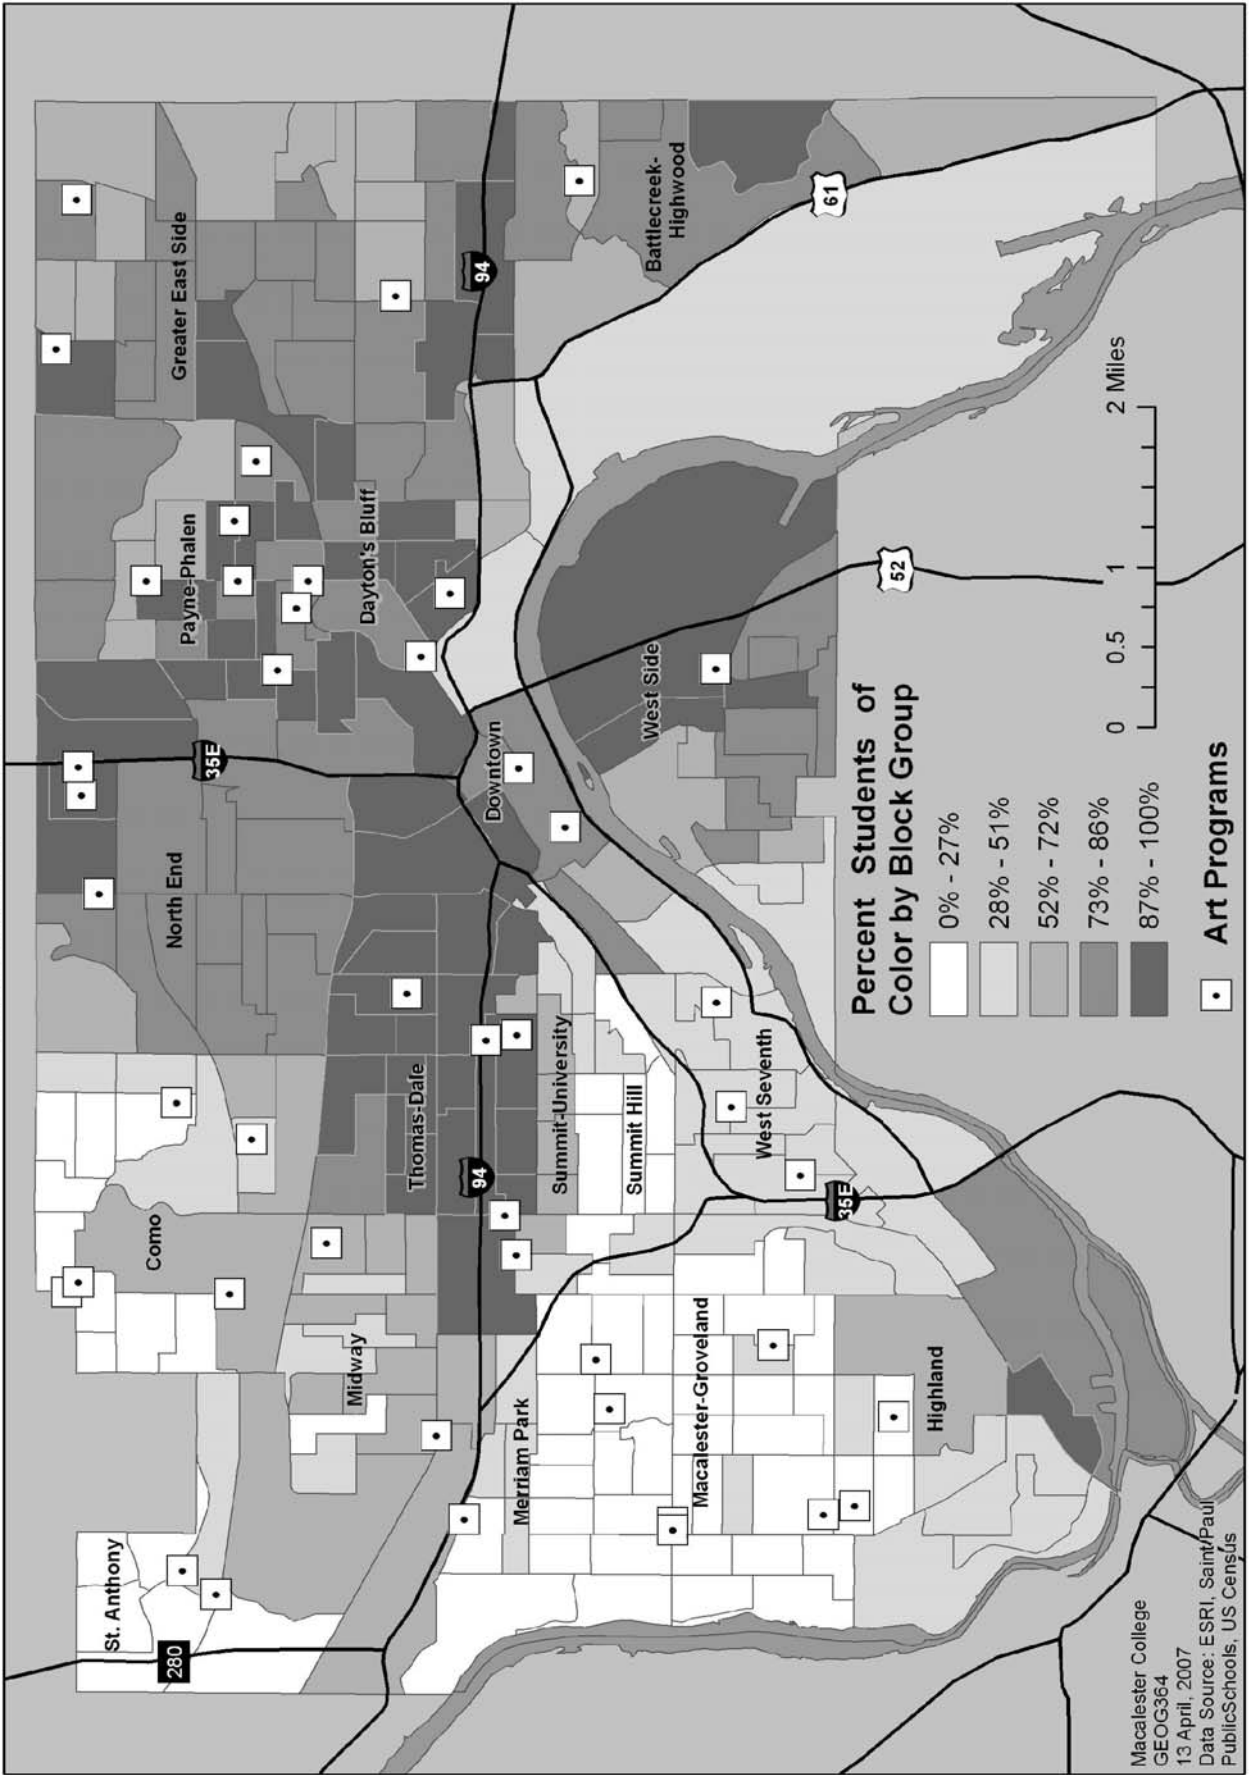 St. Anthony
Como
280
North End
Greater East Side
Payne-Phalen
35E
Midway
Dayton's Bluff
Thomas-Dale
94
94
Downtown
Merriam Park
Summit-University
Summit Hill
West Side
Battlecreek-
Highwood
Macalester-Groveland
West Seventh
61
35E
52
Highland
Percent Students of
Color by Block Group
0% - 27%
28% - 51%
52% - 72%
73% - 86%
87% - 100%
Art Programs
0 0.5 1 2 Miles
Macalester College
GEOG364
13 April, 2007
Data Source: ESRI, Saint Paul
PublicSchools, US Census